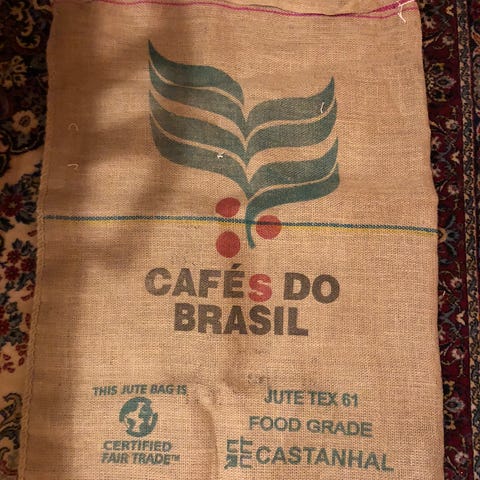 CAFÉS DO
BRASIL
THIS JUTE BAG IS
CERTIFIED
FAIR TRADE™
JUTE TEX 61
FOOD GRADE
CASTANHAL